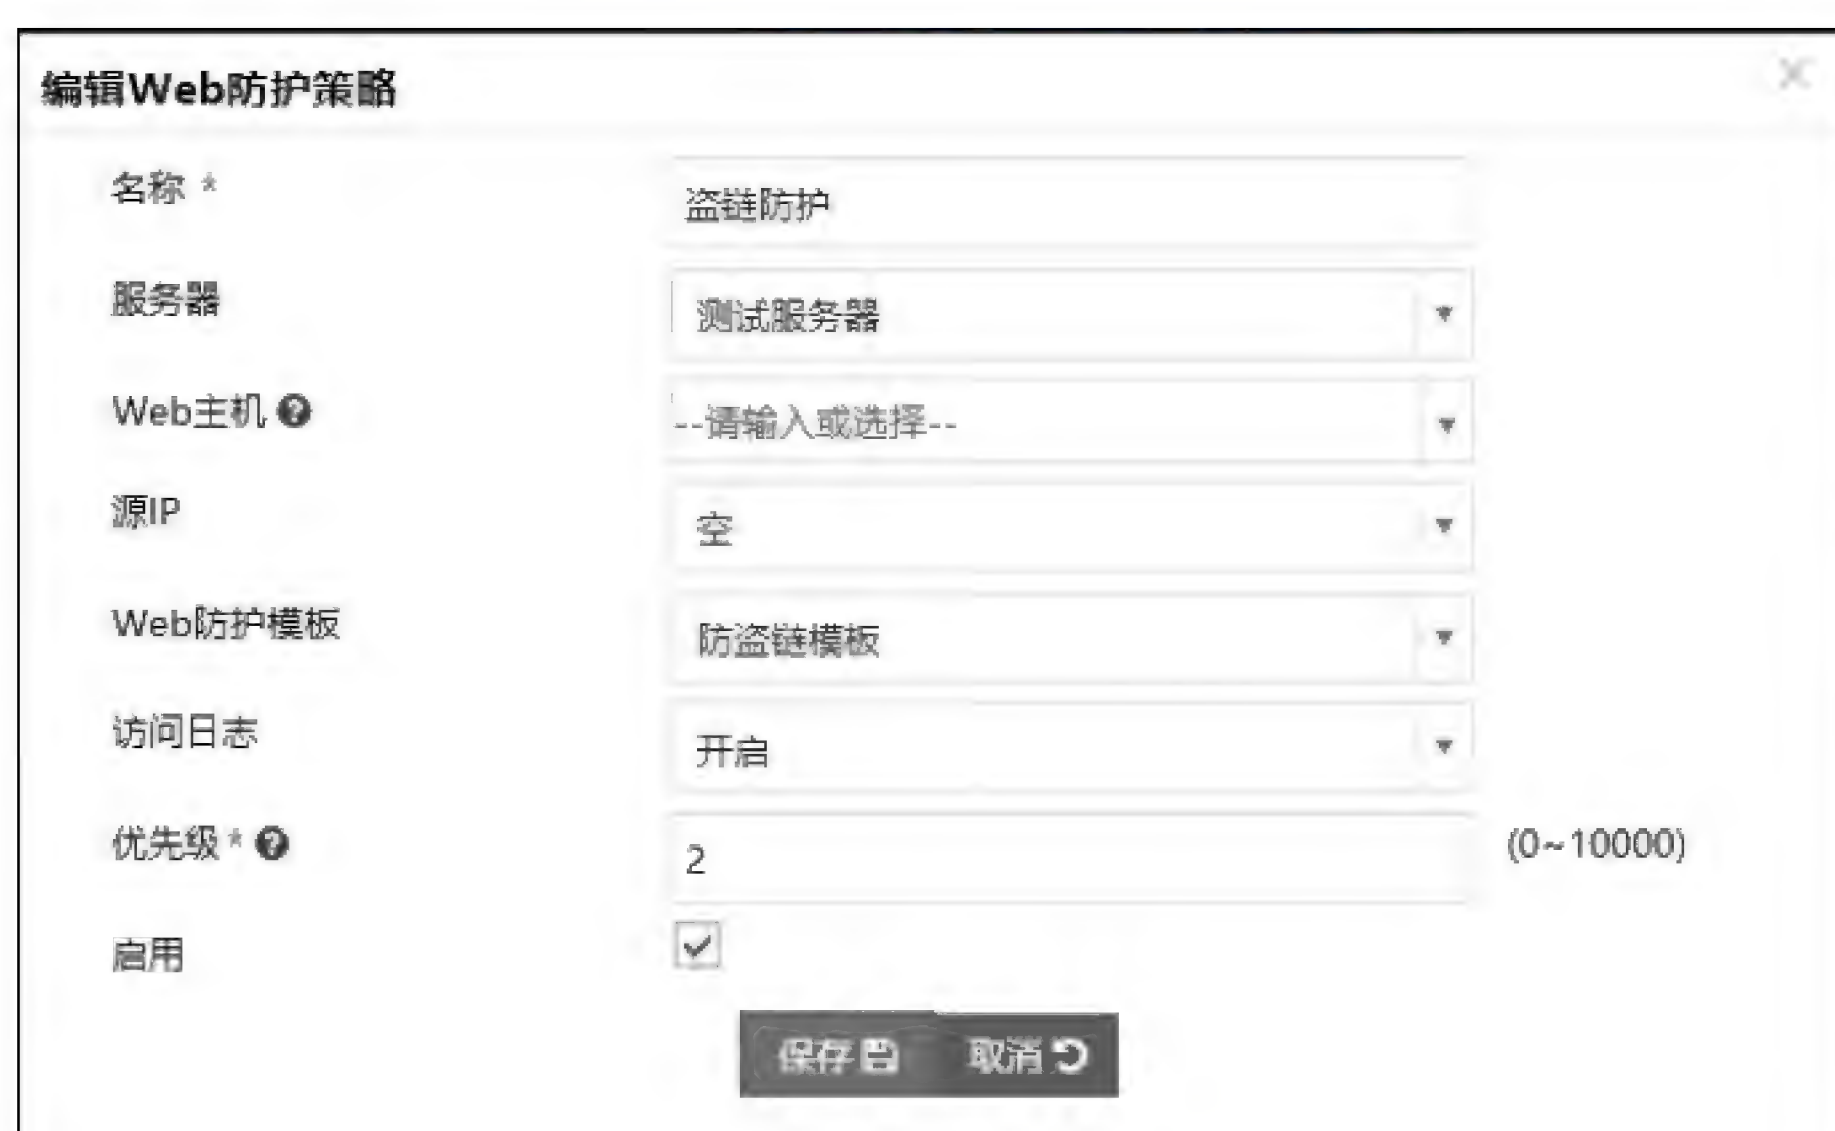 编辑Web防护策略
名称 *
盗链防护
服务器
测试服务器
Web主机
--请输入或选择--
源IP
空
Web防护模板
防盗链模板
访问日志
开启
优先级 *
2
(0~10000)
启用
保存
取消